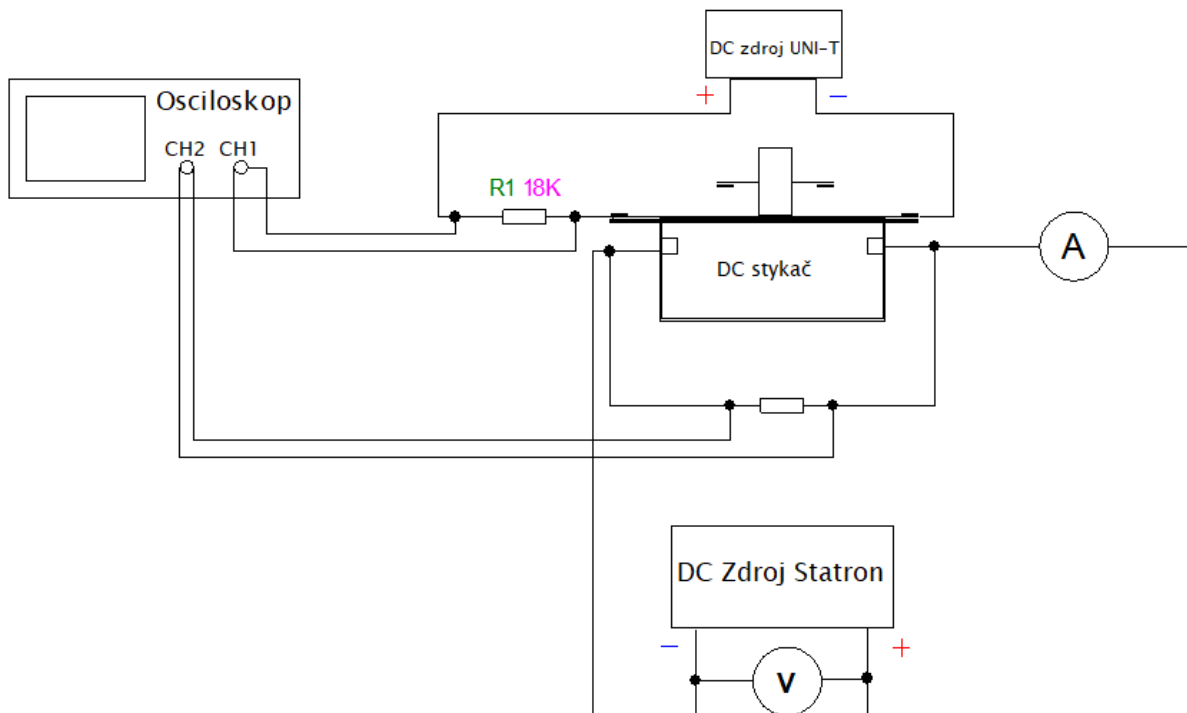 DC zdroj UNI-T
+ −
Osciloskop
CH2 CH1
R1 18K
DC stykač
A
DC Zdroj Statron
− +
V